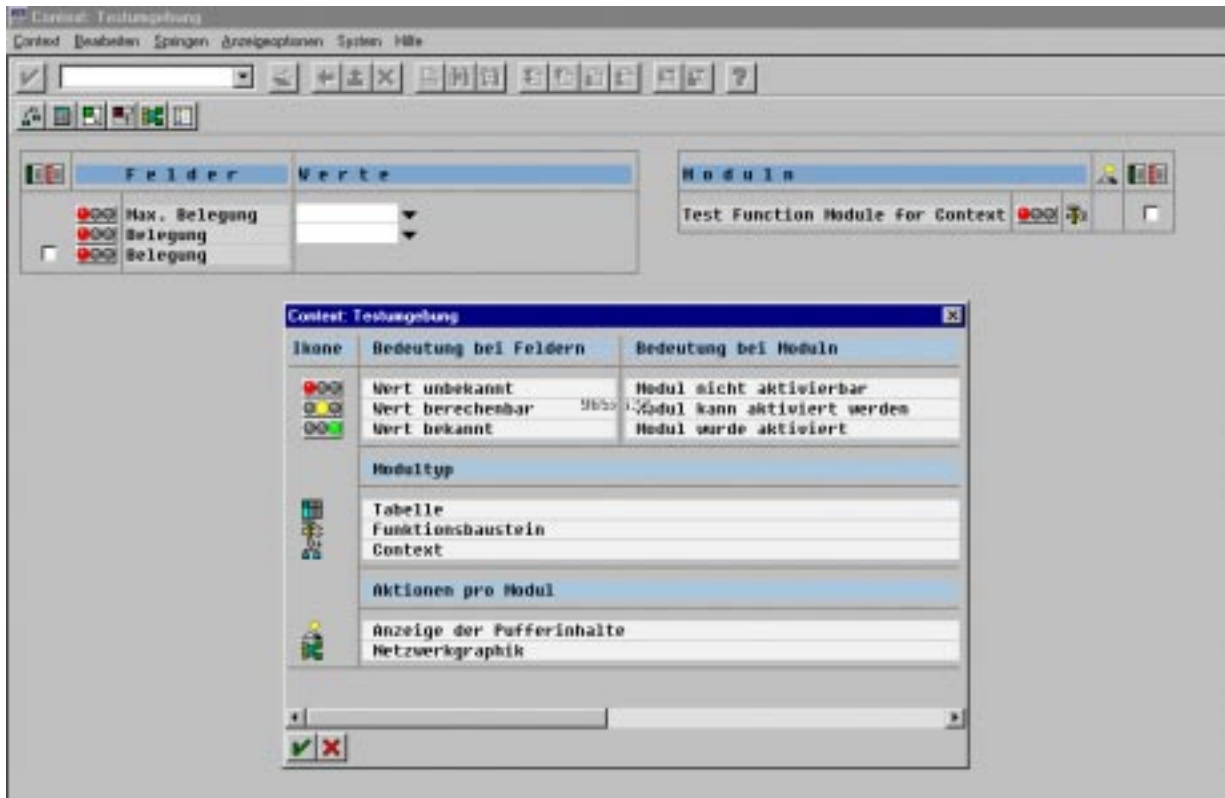 Context: Testumgebung
Context Bearbeiten Springen Anzeigeoptionen System Hilfe
Felder Werte
Moduln
Max. Belegung
Belegung
Belegung
Test Function Module for Context
Context: Testumgebung
Ikone Bedeutung bei Feldern Bedeutung bei Moduln
Wert unbekannt Modul nicht aktivierbar
Wert berechenbar Modul kann aktiviert werden
Wert bekannt Modul wurde aktiviert
Modultyp
Tabelle
Funktionsbaustein
Context
Aktionen pro Modul
Anzeige der Pufferinhalte
Netzwerkgraphik